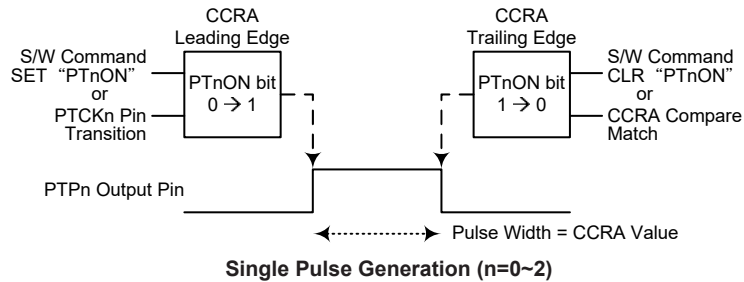 CCRA
Leading Edge
S/W Command
SET “PTnON”
or
PTCKn Pin
Transition
PTnON bit
0 → 1
CCRA
Trailing Edge
PTnON bit
1 → 0
S/W Command
CLR “PTnON”
or
CCRA Compare
Match
PTPn Output Pin
Pulse Width = CCRA Value
Single Pulse Generation (n=0~2)